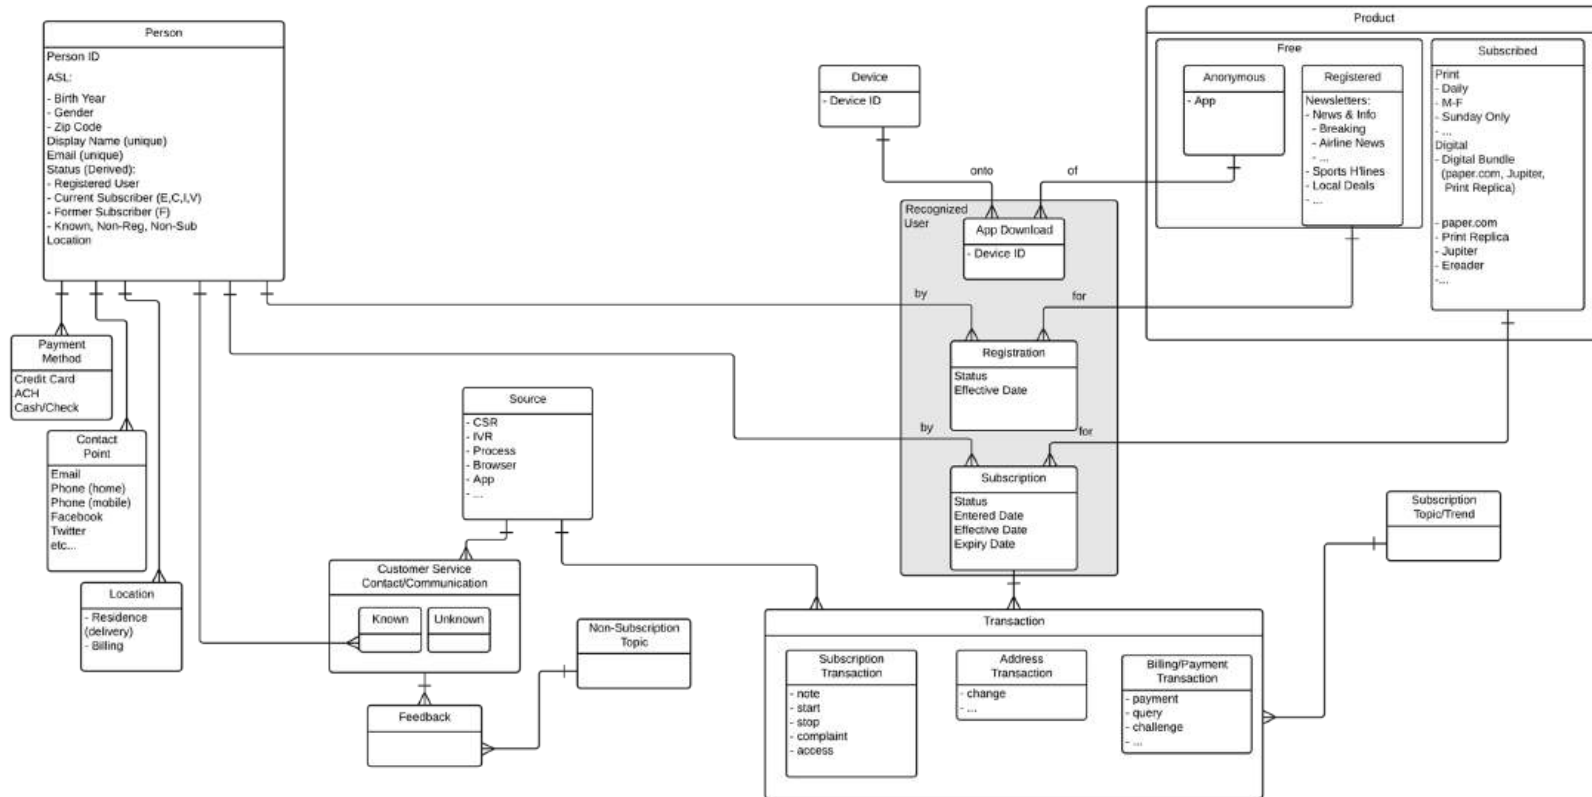 Person
Person ID
ASL:
- Birth Year
- Gender
- Zip Code
Display Name (unique)
Email (unique)
Status (Derived):
- Registered User
- Current Subscriber (E,C,I,V)
- Former Subscriber (F)
- Known, Non-Reg, Non-Sub
Location
Payment
Method
Credit Card
ACH
Cash/Check
Contact
Point
Email
Phone (home)
Phone (mobile)
Facebook
Twitter
etc...
Location
- Residence
(delivery)
- Billing
Source
- CSR
- IVR
- Process
- Browser
- App
- ...
Customer Service
Contact/Communication
Known
Unknown
Feedback
Non-Subscription
Topic
Device
- Device ID
onto
of
Recognized
User
App Download
- Device ID
by
for
Registration
Status
Effective Date
by
for
Subscription
Status
Entered Date
Effective Date
Expiry Date
Product
Free
Anonymous
- App
Registered
Newsletters:
- News & Info
- Breaking
- Airline News
- ...
- Sports H'lines
- Local Deals
- ...
Subscribed
Print
- Daily
- M-F
- Sunday Only
- ...
Digital
- Digital Bundle
(paper.com, Jupiter,
Print Replica)
- paper.com
- Print Replica
- Jupiter
- Ereader
-...
Subscription
Topic/Trend
Transaction
Subscription
Transaction
- note
- start
- stop
- complaint
- access
Address
Transaction
- change
- ...
Billing/Payment
Transaction
- payment
- query
- challenge
- ...